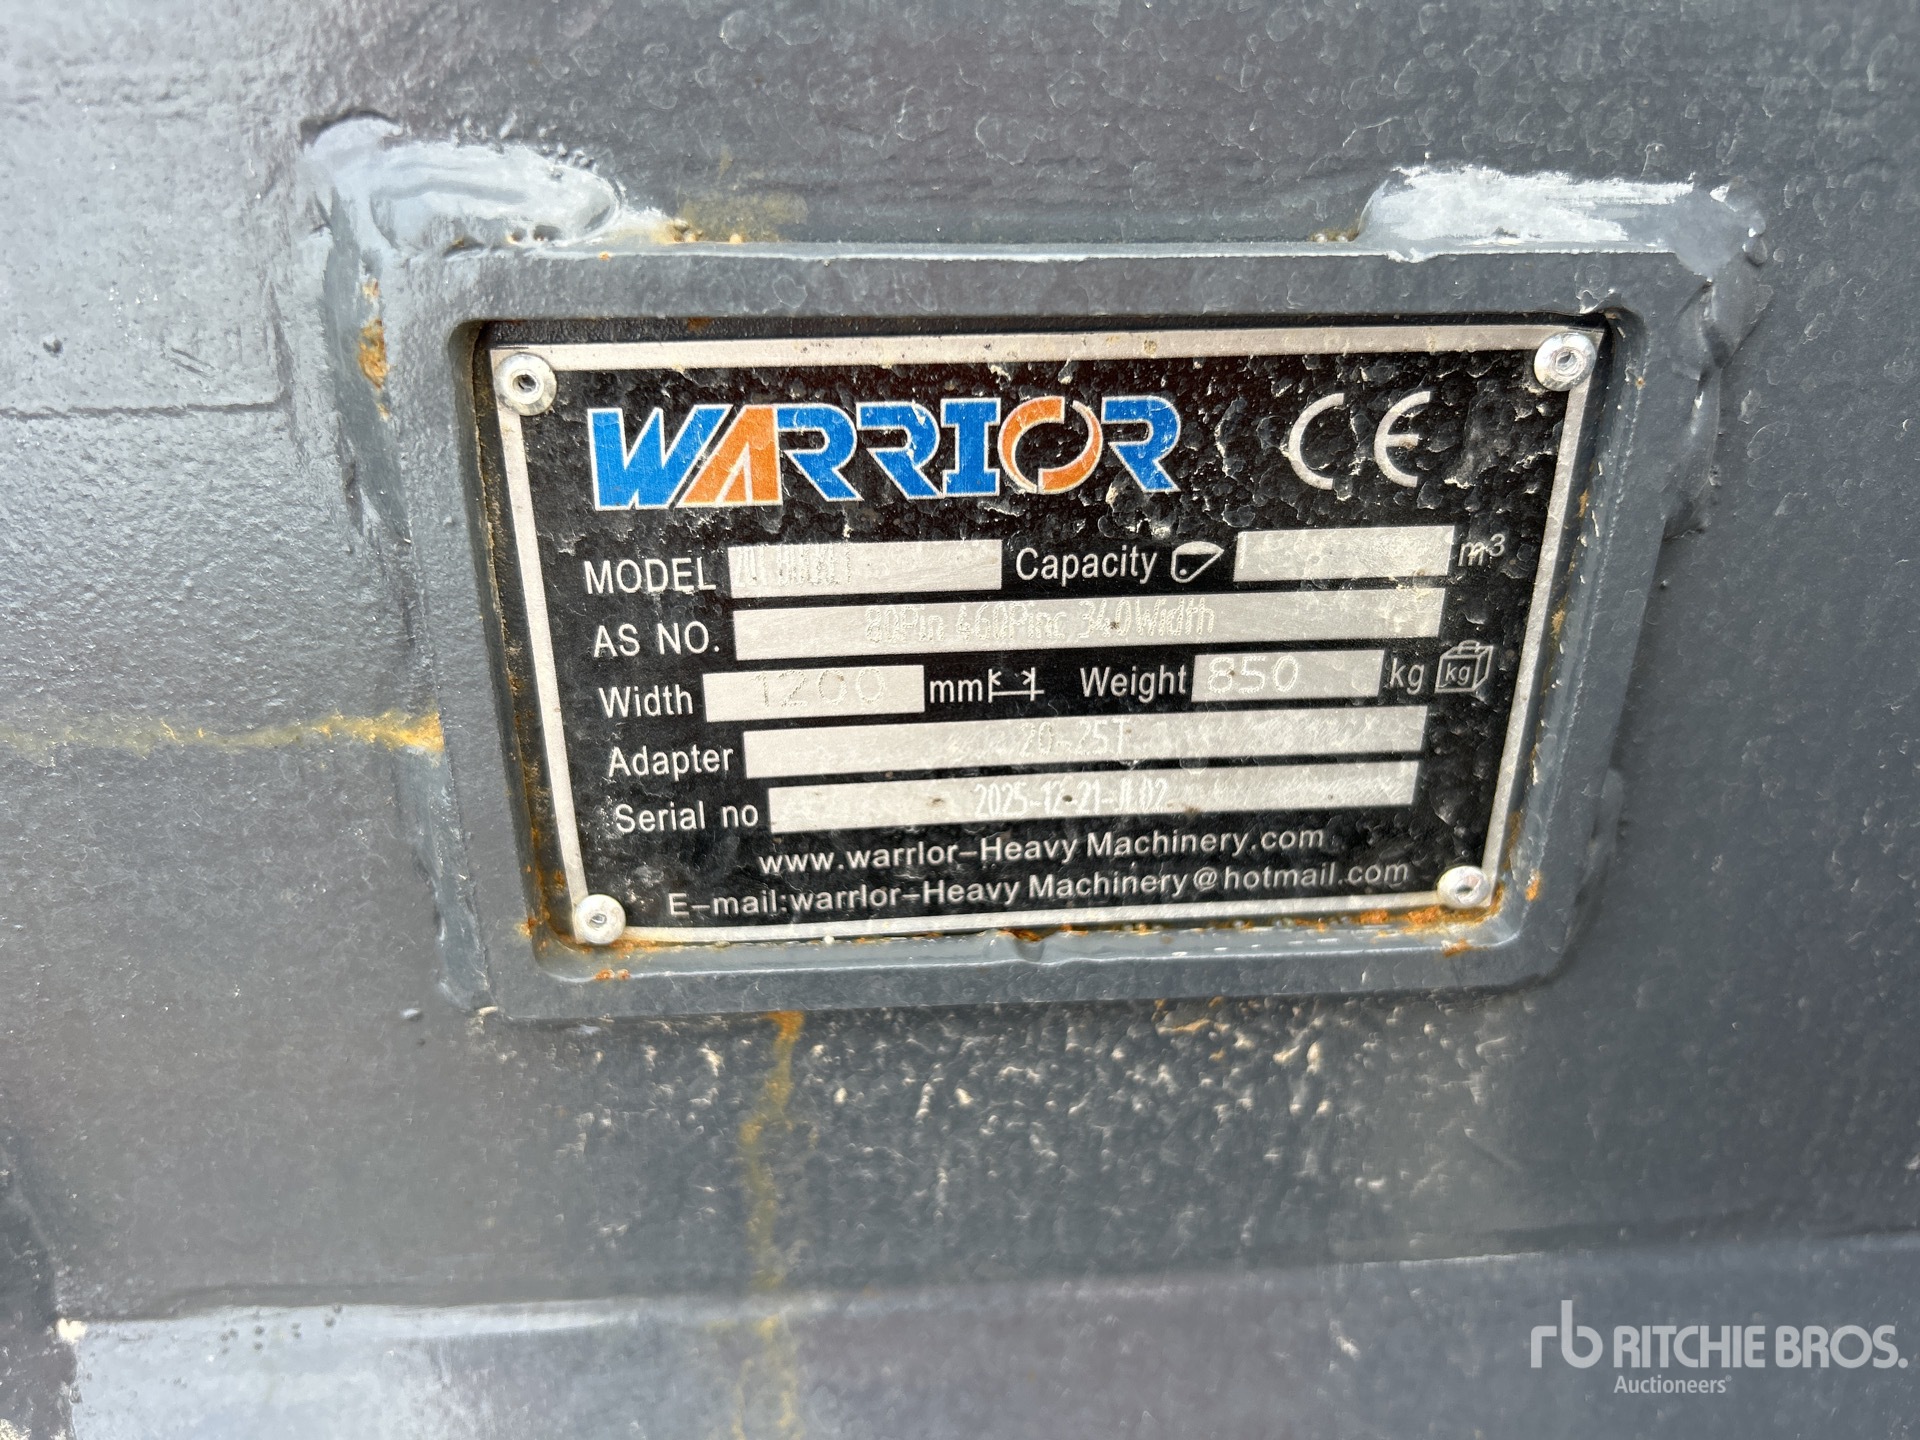 WARRIOR CE
MODEL Capacity m³
AS NO. 80Pin 460Pinc 340Width
Width 1200 mm Weight 850 kg kg
Adapter 20-25T
Serial no 2025-12-21-JL02
www.warrlor-Heavy Machinery.com
E-mail:warrlor-Heavy Machinery@hotmail.com
rb RITCHIE BROS.
Auctioneers